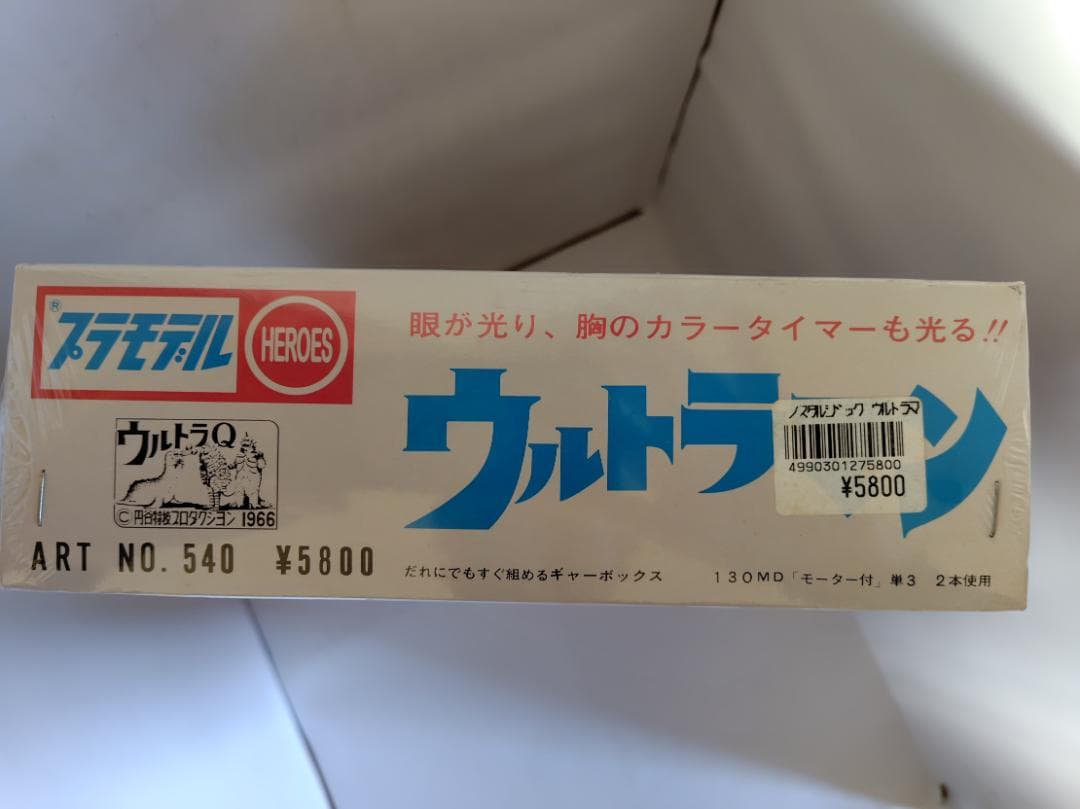 ® プラモデル HEROES
眼が光り、胸のカラータイマーも光る!!
ウルトラマン
ウルトラQ
© 円谷特技プロダクション 1966
ART NO. 540 ¥5800
だれにでもすぐ組めるギャーボックス 130MD「モーター付」単3 2本使用
ノスタルジック ウルトラマ
4990301275800
¥5800